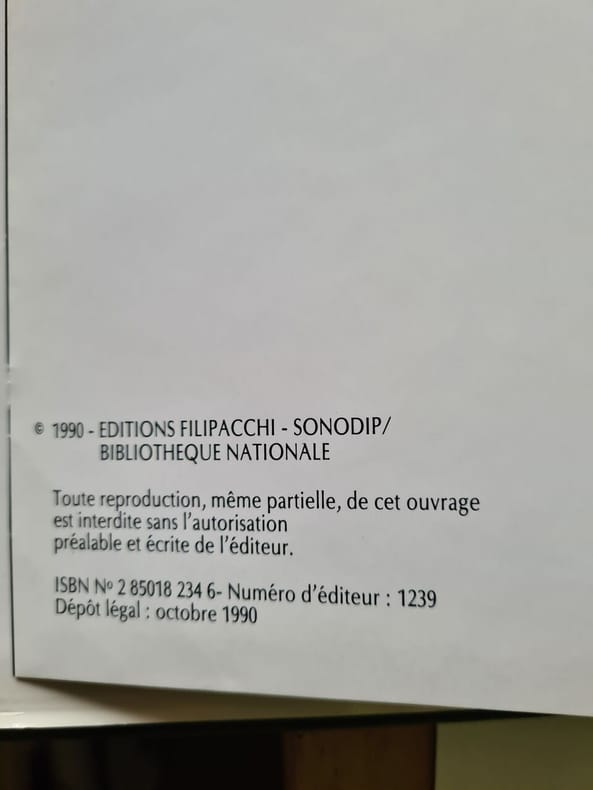 © 1990 - EDITIONS FILIPACCHI - SONODIP/
BIBLIOTHEQUE NATIONALE
Toute reproduction, même partielle, de cet ouvrage
est interdite sans l'autorisation
préalable et écrite de l'éditeur.
ISBN Nº 2 85018 234 6- Numéro d'éditeur : 1239
Dépôt légal : octobre 1990